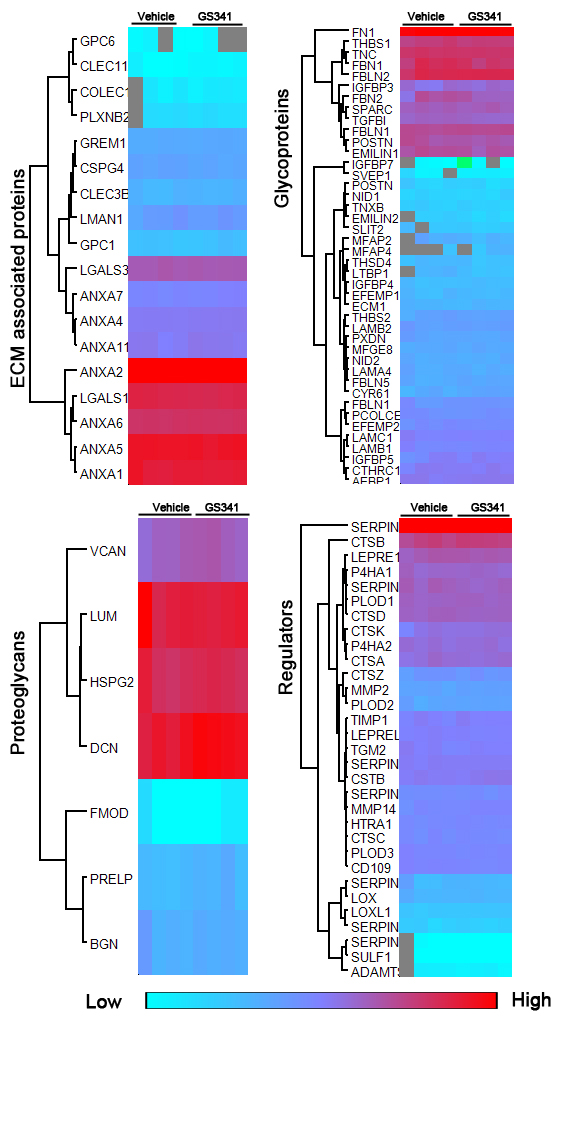 Vehicle GS341
ECM associated proteins
GPC6
CLEC11
COLEC1
PLXNB2
GREM1
CSPG4
CLEC3B
LMAN1
GPC1
LGALS3
ANXA7
ANXA4
ANXA11
ANXA2
LGALS1
ANXA6
ANXA5
ANXA1
Vehicle GS341
Glycoproteins
FN1
THBS1
TNC
FBN1
FBLN2
IGFBP3
FBN2
SPARC
TGFBI
FBLN1
POSTN
EMILIN1
IGFBP7
SVEP1
POSTN
NID1
TNXB
EMILIN2
SLIT2
MFAP2
MFAP4
THSD4
LTBP1
IGFBP4
EFEMP1
ECM1
THBS2
LAMB2
PXDN
MFGE8
NID2
LAMA4
FBLN5
CYR61
FBLN1
PCOLCE
EFEMP2
LAMC1
LAMB1
IGFBP5
CTHRC1
AEBP1
Vehicle GS341
Proteoglycans
VCAN
LUM
HSPG2
DCN
FMOD
PRELP
BGN
Vehicle GS341
Regulators
SERPIN
CTSB
LEPRE1
P4HA1
SERPIN
PLOD1
CTSD
CTSK
P4HA2
CTSA
CTSZ
MMP2
PLOD2
TIMP1
LEPREL
TGM2
SERPIN
CSTB
SERPIN
MMP14
HTRA1
CTSC
PLOD3
CD109
SERPIN
LOX
LOXL1
SERPIN
SERPIN
SULF1
ADAMTS
Low High